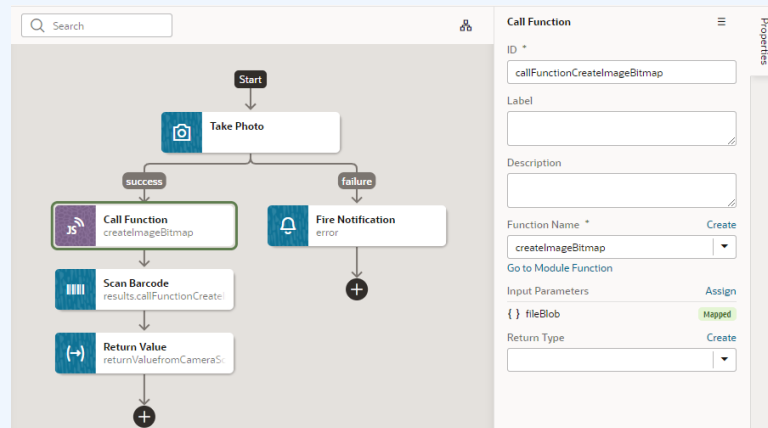 Search
Start
Take Photo
success
failure
JS
Call Function
createImageBitmap
Fire Notification
error
Scan Barcode
results.callFunctionCreate
Return Value
returnValuefromCameraSc
Call Function
ID *
callFunctionCreateImageBitmap
Label
Description
Function Name * Create
createImageBitmap
Go to Module Function
Input Parameters Assign
{ } fileBlob Mapped
Return Type Create
Properties